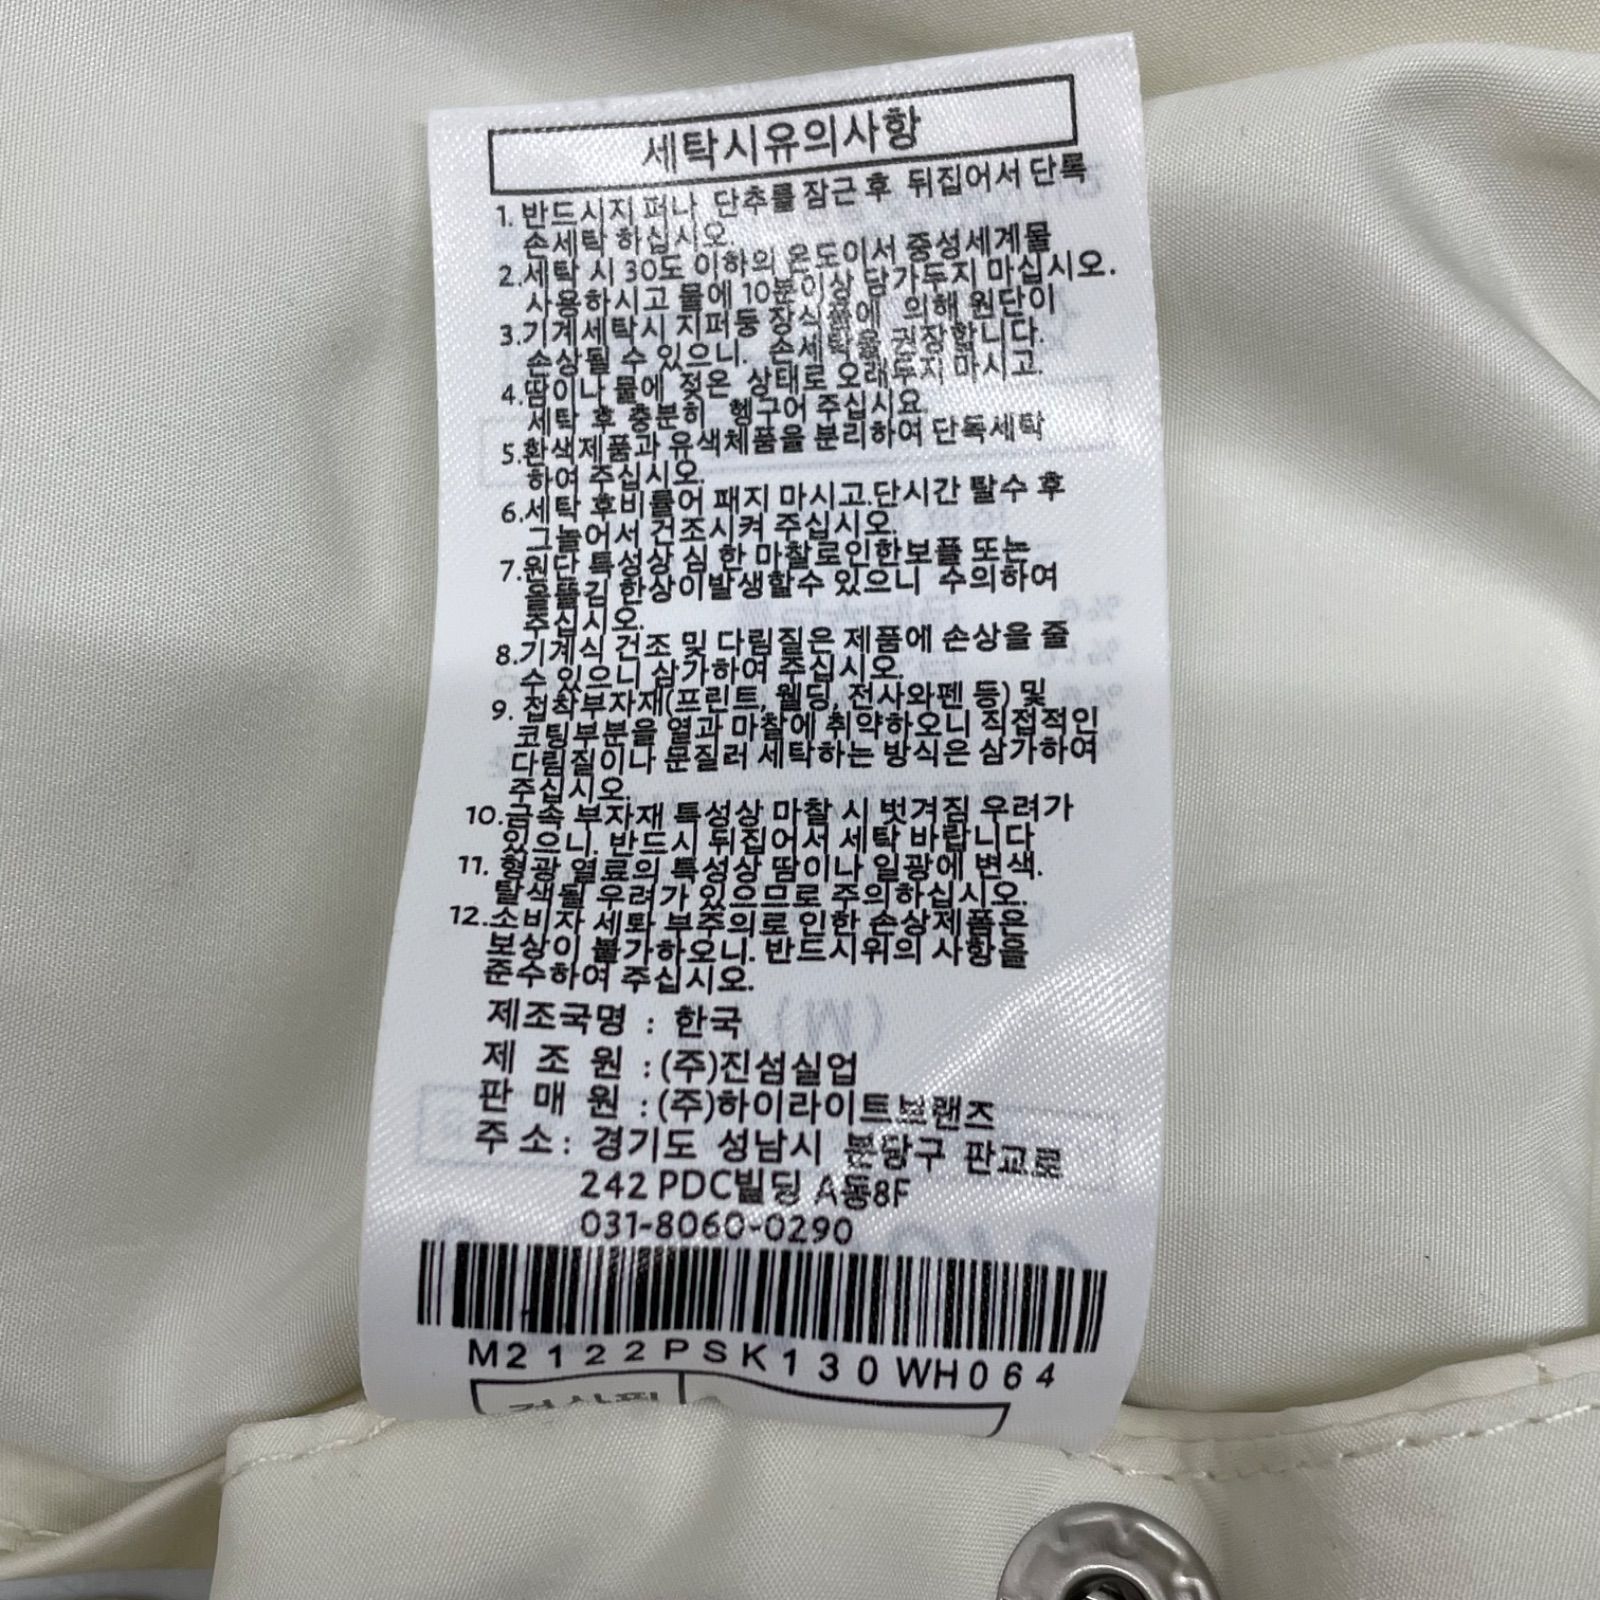 세탁시유의사항
1. 반드시지 퍼나 단추를 잠근 후 뒤집어서 단록
손세탁 하십시오.
2. 세탁 시 30도 이하의 온도이서 중성세계물
사용하시고 물에 10분이상 담가두지 마십시오.
3.기계세탁시 지퍼둥 장식품에 의해 원단이
손상될 수 있으니. 손세탁을 권장합니다.
4.땀이나 물에 젖은 상태로 오래두지 마시고.
세탁 후 충분히 헹구어 주십시요.
5.환색제품과 유색체품을 분리하여 단독세탁
하여 주십시오.
6.세탁 후비틀어 패지 마시고.단시간 탈수 후
그늘어서 건조시켜 주십시오.
7.원단 특성상 심 한 마찰로인한보플 또는
올뜰김 한상이발생할수 있으니 수의하여
주십시오.
8.기계식 건조 및 다림질은 제품에 손상을 줄
수 있으니 삼가하여 주십시오.
9. 접착부자재(프린트, 웰딩, 전사와펜 등) 및
코팅부분을 열과 마찰에 취약하오니 직접적인
다림질이나 문질러 세탁하는 방식은 삼가하여
주십시오.
10.금속 부자재 특성상 마찰 시 벗겨짐 우려가
있으니. 반드시 뒤집어서 세탁 바랍니다
11. 형광 열료의 특성상 땀이나 일광에 변색.
탈색될 우려가 있으므로 주의하십시오.
12.소비자 세톼 부주의로 인한 손상제폼은
보상이 불가하오니. 반드시위의 사항을
준수하여 주십시오.
제조국명 : 한국
제 조 원 : (주)진섬실업
판 매 원 : (주)하이라이트브랜즈
주 소 : 경기도 성남시 분당구 판교로
242 PDC빌딩 A동8F
031-8060-0290
M2122PSK130WH064